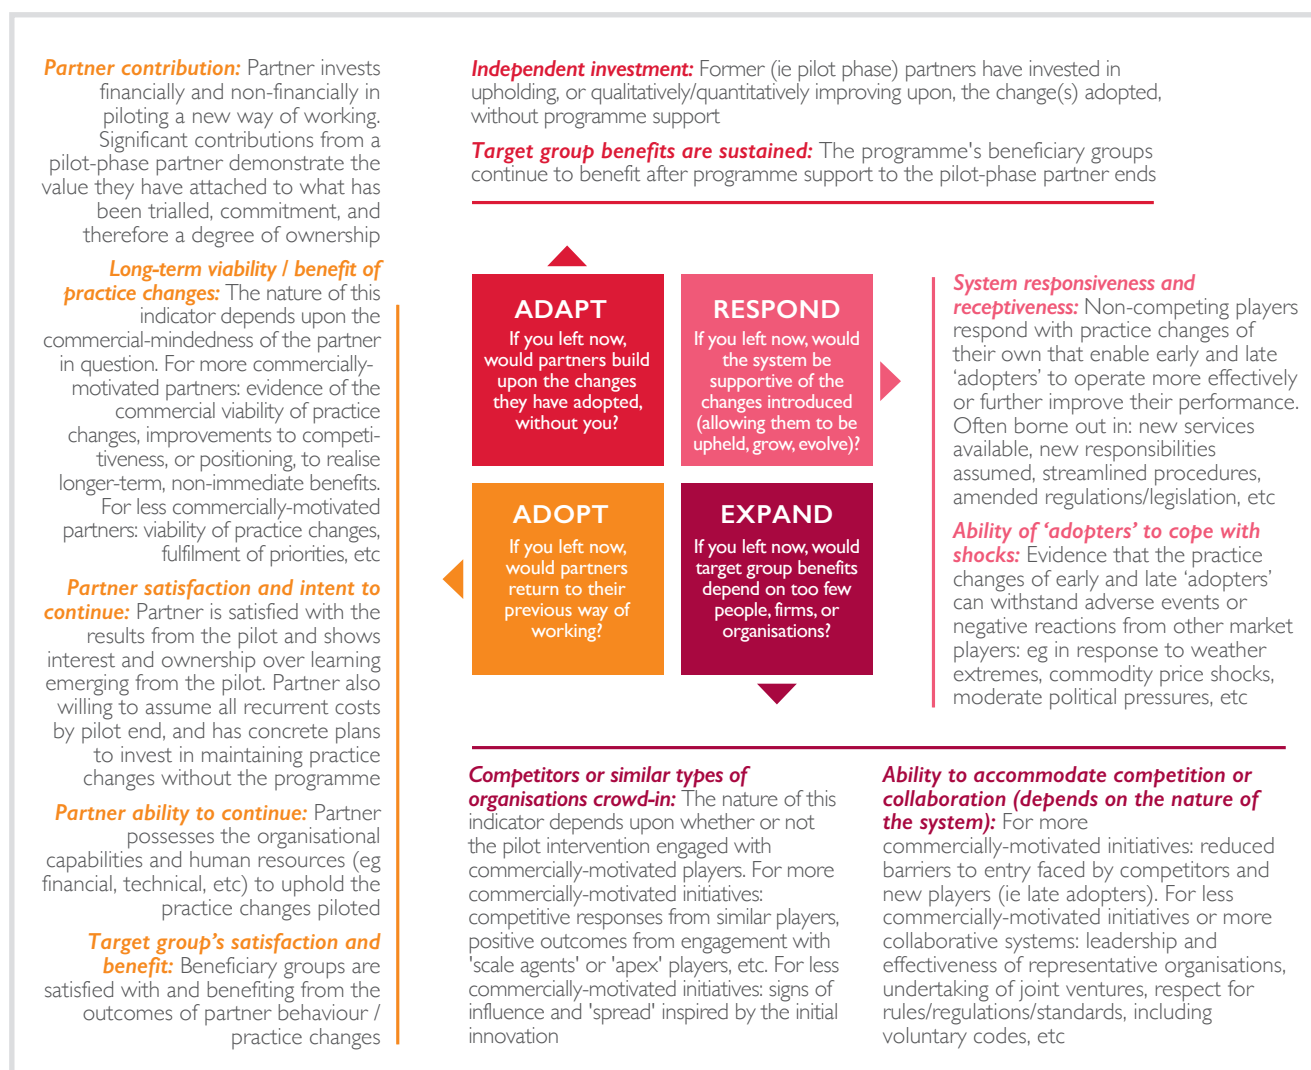 Partner contribution: Partner invests
financially and non-financially in
piloting a new way of working.
Significant contributions from a
pilot-phase partner demonstrate the
value they have attached to what has
been trialled, commitment, and
therefore a degree of ownership
Long-term viability / benefit of
practice changes: The nature of this
indicator depends upon the
commercial-mindedness of the partner
in question. For more commercially-
motivated partners: evidence of the
commercial viability of practice
changes, improvements to competi-
tiveness, or positioning, to realise
longer-term, non-immediate benefits.
For less commercially-motivated
partners: viability of practice changes,
fulfilment of priorities, etc
Partner satisfaction and intent to
continue: Partner is satisfied with the
results from the pilot and shows
interest and ownership over learning
emerging from the pilot. Partner also
willing to assume all recurrent costs
by pilot end, and has concrete plans
to invest in maintaining practice
changes without the programme
Partner ability to continue: Partner
possesses the organisational
capabilities and human resources (eg
financial, technical, etc) to uphold the
practice changes piloted
Target group's satisfaction and
benefit: Beneficiary groups are
satisfied with and benefiting from the
outcomes of partner behaviour /
practice changes
Independent investment: Former (ie pilot phase) partners have invested in
upholding, or qualitatively/quantitatively improving upon, the change(s) adopted,
without programme support
Target group benefits are sustained: The programme's beneficiary groups
continue to benefit after programme support to the pilot-phase partner ends
ADAPT
If you left now,
would partners build
upon the changes
they have adopted,
without you?
RESPOND
If you left now, would
the system be
supportive of the
changes introduced
(allowing them to be
upheld, grow, evolve)?
ADOPT
If you left now,
would partners
return to their
previous way of
working?
EXPAND
If you left now, would
target group benefits
depend on too few
people, firms, or
organisations?
System responsiveness and
receptiveness: Non-competing players
respond with practice changes of
their own that enable early and late
‘adopters’ to operate more effectively
or further improve their performance.
Often borne out in: new services
available, new responsibilities
assumed, streamlined procedures,
amended regulations/legislation, etc
Ability of ‘adopters’ to cope with
shocks: Evidence that the practice
changes of early and late ‘adopters’
can withstand adverse events or
negative reactions from other market
players: eg in response to weather
extremes, commodity price shocks,
moderate political pressures, etc
Competitors or similar types of
organisations crowd-in: The nature of this
indicator depends upon whether or not
the pilot intervention engaged with
commercially-motivated players. For more
commercially-motivated initiatives:
competitive responses from similar players,
positive outcomes from engagement with
'scale agents' or 'apex' players, etc. For less
commercially-motivated initiatives: signs of
influence and 'spread' inspired by the initial
innovation
Ability to accommodate competition or
collaboration (depends on the nature of
the system): For more
commercially-motivated initiatives: reduced
barriers to entry faced by competitors and
new players (ie late adopters). For less
commercially-motivated initiatives or more
collaborative systems: leadership and
effectiveness of representative organisations,
undertaking of joint ventures, respect for
rules/regulations/standards, including
voluntary codes, etc